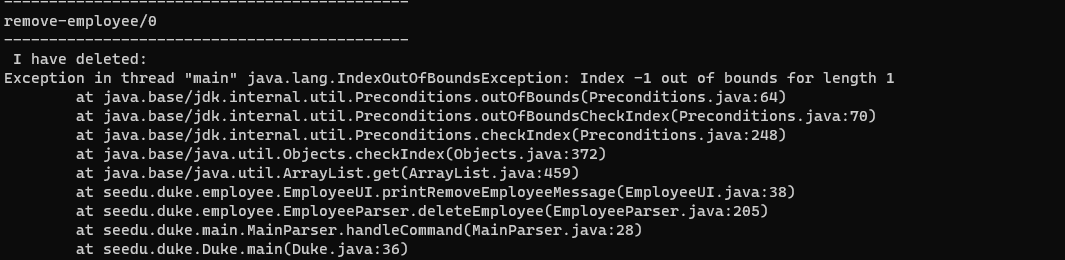 ---------------------------------------------
remove-employee/0
---------------------------------------------
 I have deleted:
Exception in thread "main" java.lang.IndexOutOfBoundsException: Index -1 out of bounds for length 1
        at java.base/jdk.internal.util.Preconditions.outOfBounds(Preconditions.java:64)
        at java.base/jdk.internal.util.Preconditions.outOfBoundsCheckIndex(Preconditions.java:70)
        at java.base/jdk.internal.util.Preconditions.checkIndex(Preconditions.java:248)
        at java.base/java.util.Objects.checkIndex(Objects.java:372)
        at java.base/java.util.ArrayList.get(ArrayList.java:459)
        at seedu.duke.employee.EmployeeUI.printRemoveEmployeeMessage(EmployeeUI.java:38)
        at seedu.duke.employee.EmployeeParser.deleteEmployee(EmployeeParser.java:205)
        at seedu.duke.main.MainParser.handleCommand(MainParser.java:28)
        at seedu.duke.Duke.main(Duke.java:36)